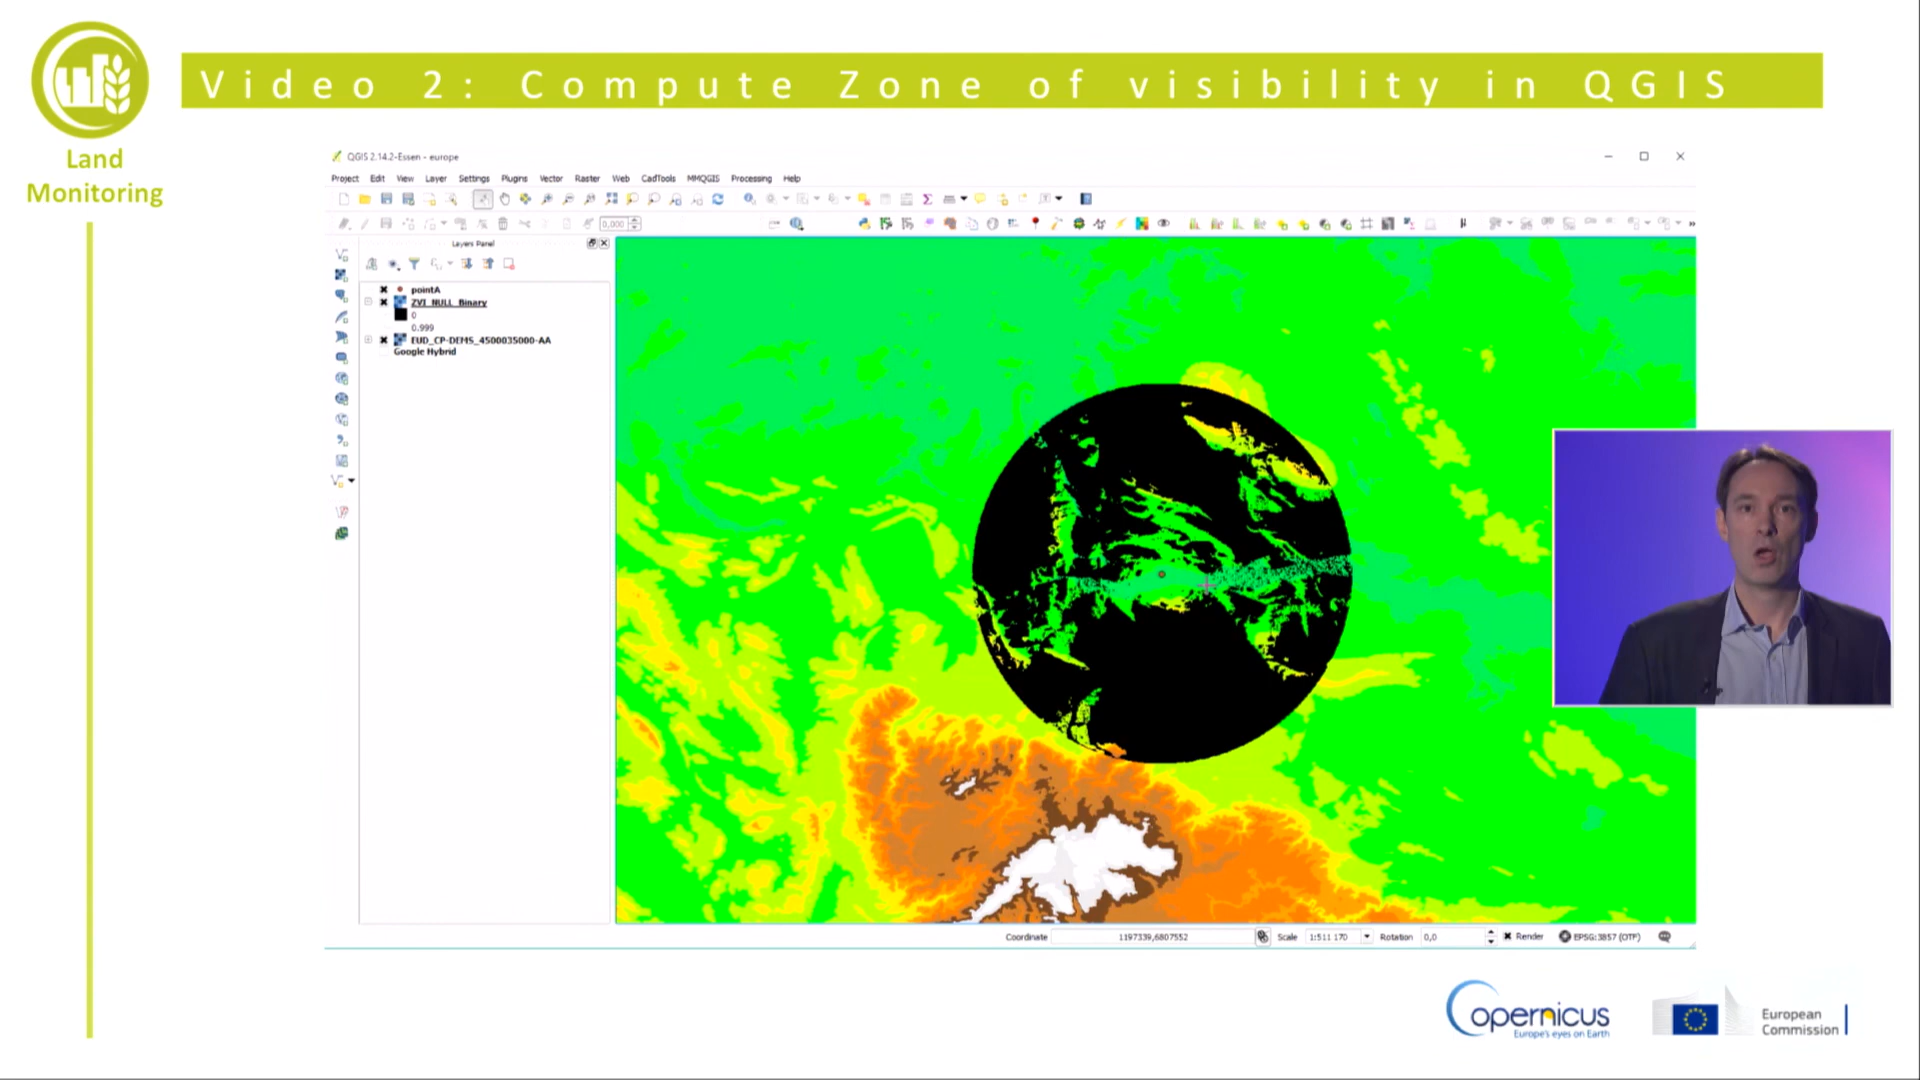 Video 2: Compute Zone of visibility in QGIS
Land
Monitoring
QGIS 2.14.2-Essen - europe
Project Edit View Layer Settings Plugins Vector Raster Web CadTools MMQGIS Processing Help
0,000
Layers Panel
pointA
ZVI_NULL_Binary
0
0.999
EUD_CP-DEMS_4500035000-AA
Google Hybrid
Coordinate 1197339,6807552 Scale 1:511 170 Rotation 0,0 Render EPSG:3857 (OTF)
opernicus
Europe's eyes on Earth
European
Commission